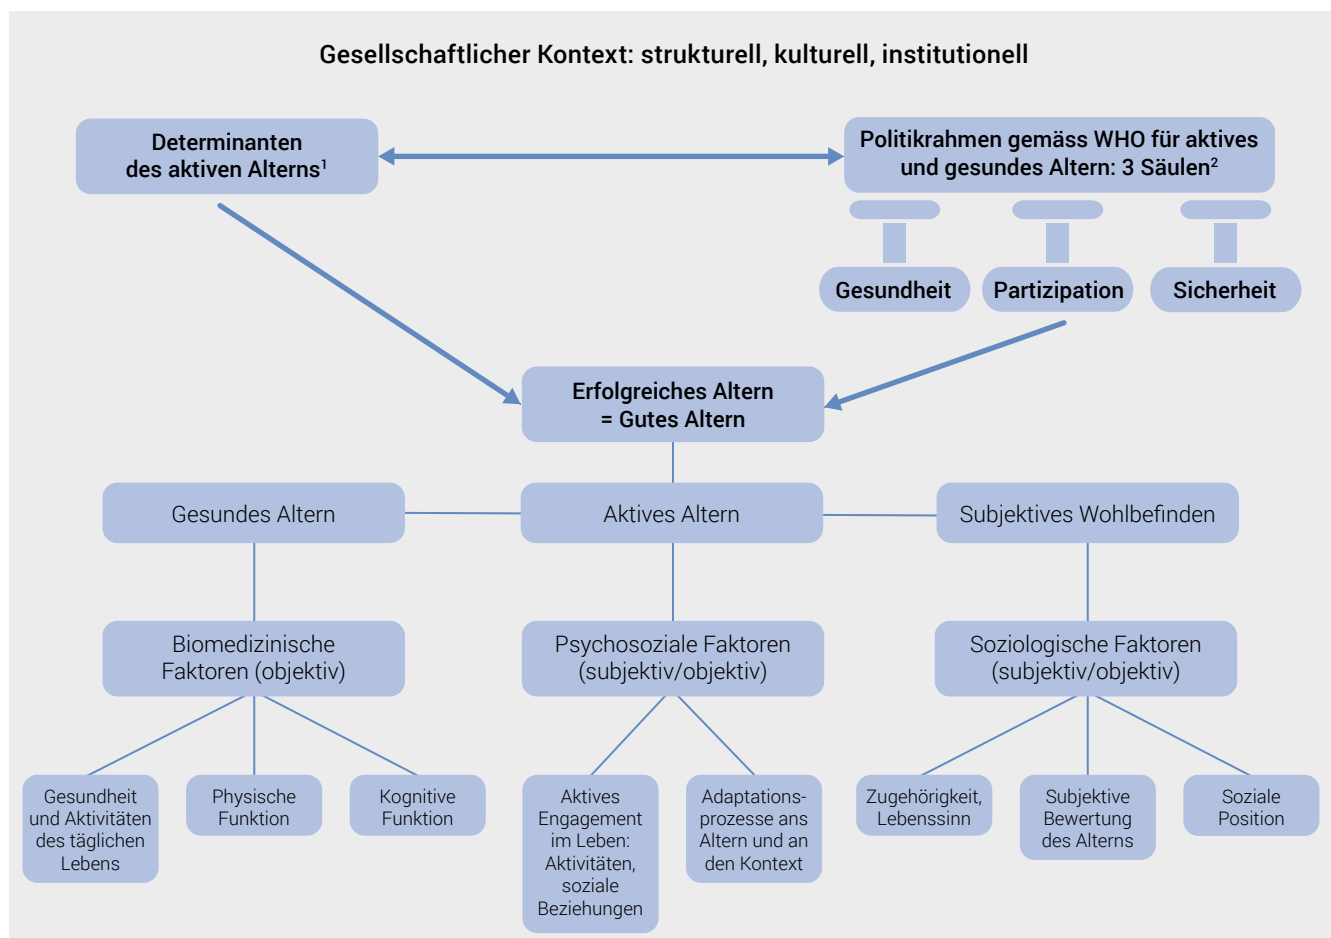 Gesellschaftlicher Kontext: strukturell, kulturell, institutionell
Determinanten
des aktiven Alterns¹
Politikrahmen gemäss WHO für aktives
und gesundes Altern: 3 Säulen²
Gesundheit
Partizipation
Sicherheit
Erfolgreiches Altern
= Gutes Altern
Gesundes Altern
Aktives Altern
Subjektives Wohlbefinden
Biomedizinische
Faktoren (objektiv)
Psychosoziale Faktoren
(subjektiv/objektiv)
Soziologische Faktoren
(subjektiv/objektiv)
Gesundheit
und Aktivitäten
des täglichen
Lebens
Physische
Funktion
Kognitive
Funktion
Aktives
Engagement
im Leben:
Aktivitäten,
soziale
Beziehungen
Adaptations-
prozesse ans
Altern und an
den Kontext
Zugehörigkeit,
Lebenssinn
Subjektive
Bewertung
des Alterns
Soziale
Position